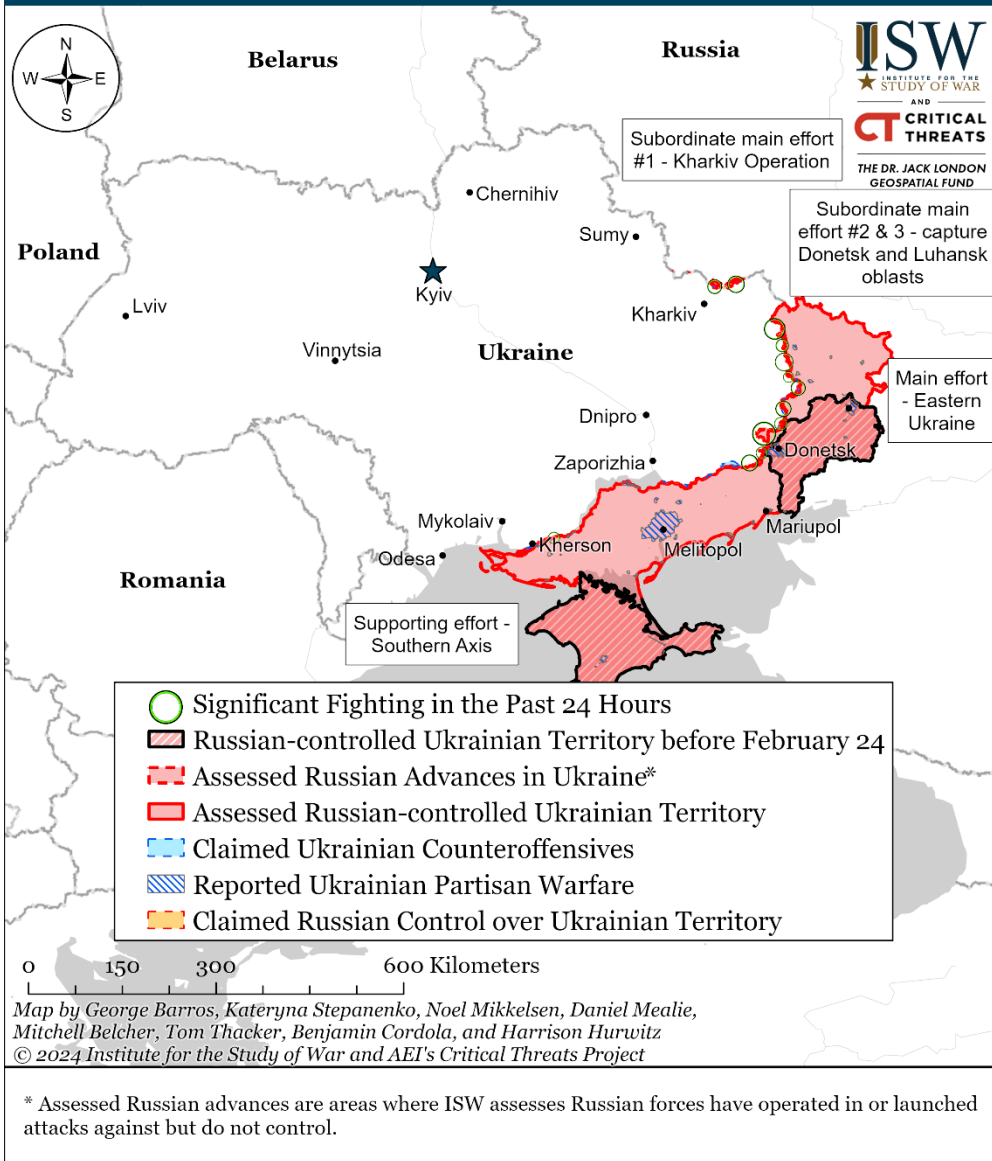 N
W
E
S
Belarus
Russia
ISW
INSTITUTE FOR THE
STUDY OF WAR
AND
CT CRITICAL
THREATS
THE DR. JACK LONDON
GEOSPATIAL FUND
Subordinate main effort
#1 - Kharkiv Operation
Subordinate main
effort #2 & 3 - capture
Donetsk and Luhansk
oblasts
Chernihiv
Sumy
Poland
Kyiv
Lviv
Kharkiv
Vinnytsia
Ukraine
Main effort
- Eastern
Ukraine
Dnipro
Donetsk
Zaporizhia
Mykolaiv
Mariupol
Kherson
Melitopol
Odesa
Romania
Supporting effort -
Southern Axis
Significant Fighting in the Past 24 Hours
Russian-controlled Ukrainian Territory before February 24
Assessed Russian Advances in Ukraine*
Assessed Russian-controlled Ukrainian Territory
Claimed Ukrainian Counteroffensives
Reported Ukrainian Partisan Warfare
Claimed Russian Control over Ukrainian Territory
0 150 300 600 Kilometers
Map by George Barros, Kateryna Stepanenko, Noel Mikkelsen, Daniel Mealie,
Mitchell Belcher, Tom Thacker, Benjamin Cordola, and Harrison Hurwitz
© 2024 Institute for the Study of War and AEI's Critical Threats Project
* Assessed Russian advances are areas where ISW assesses Russian forces have operated in or launched
attacks against but do not control.